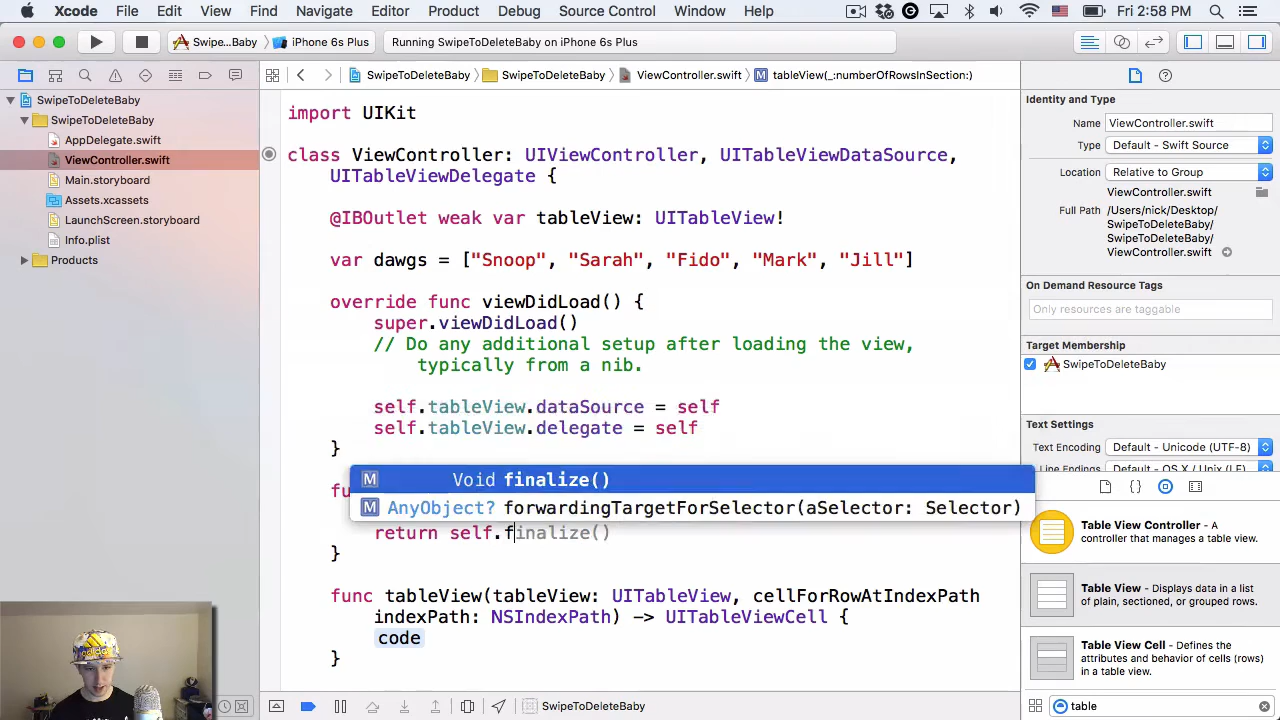 Xcode File Edit View Find Navigate Editor Product Debug Source Control Window Help Fri 2:58 PM
Swipe...Baby iPhone 6s Plus Running SwipeToDeleteBaby on iPhone 6s Plus
SwipeToDeleteBaby SwipeToDeleteBaby ViewController.swift M tableView(_:numberOfRowsInSection:)
SwipeToDeleteBaby
SwipeToDeleteBaby
AppDelegate.swift
ViewController.swift
Main.storyboard
Assets.xcassets
LaunchScreen.storyboard
Info.plist
Products
import UIKit
class ViewController: UIViewController, UITableViewDataSource,
UITableViewDelegate {
@IBOutlet weak var tableView: UITableView!
var dawgs = ["Snoop", "Sarah", "Fido", "Mark", "Jill"]
override func viewDidLoad() {
super.viewDidLoad()
// Do any additional setup after loading the view,
typically from a nib.
self.tableView.dataSource = self
self.tableView.delegate = self
}
M Void finalize()
M AnyObject? forwardingTargetForSelector(aSelector: Selector)
return self.finalize()
}
func tableView(tableView: UITableView, cellForRowAtIndexPath
indexPath: NSIndexPath) -> UITableViewCell {
code
}
SwipeToDeleteBaby
Identity and Type
Name ViewController.swift
Type Default - Swift Source
Location Relative to Group
ViewController.swift
Full Path /Users/nick/Desktop/
SwipeToDeleteBaby/
SwipeToDeleteBaby/
ViewController.swift
On Demand Resource Tags
Only resources are taggable
Target Membership
SwipeToDeleteBaby
Text Settings
Text Encoding Default - Unicode (UTF-8)
Line Endings Default - OS X / Unix (LF)
Table View Controller - A
controller that manages a table view.
Table View - Displays data in a list
of plain, sectioned, or grouped rows.
Table View Cell - Defines the
attributes and behavior of cells (rows)
in a table view.
table